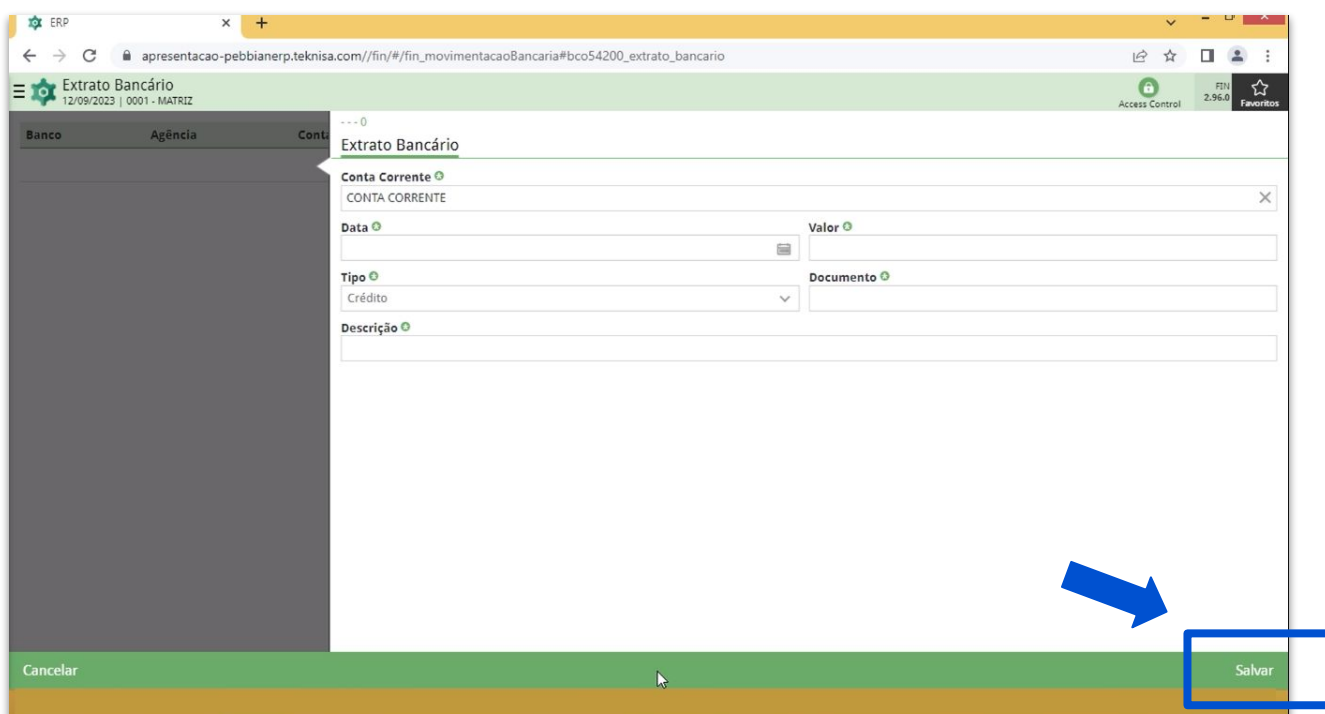 ERP
apresentacao-pebbianerp.teknisa.com//fin/#/fin_movimentacaoBancaria#bco54200_extrato_bancario
Extrato Bancário
12/09/2023 | 0001 - MATRIZ
Access Control
FIN
2.96.0
Favoritos
Banco Agência Conta
- - - 0
Extrato Bancário
Conta Corrente
CONTA CORRENTE
Data Valor
Tipo Documento
Crédito
Descrição
Cancelar Salvar